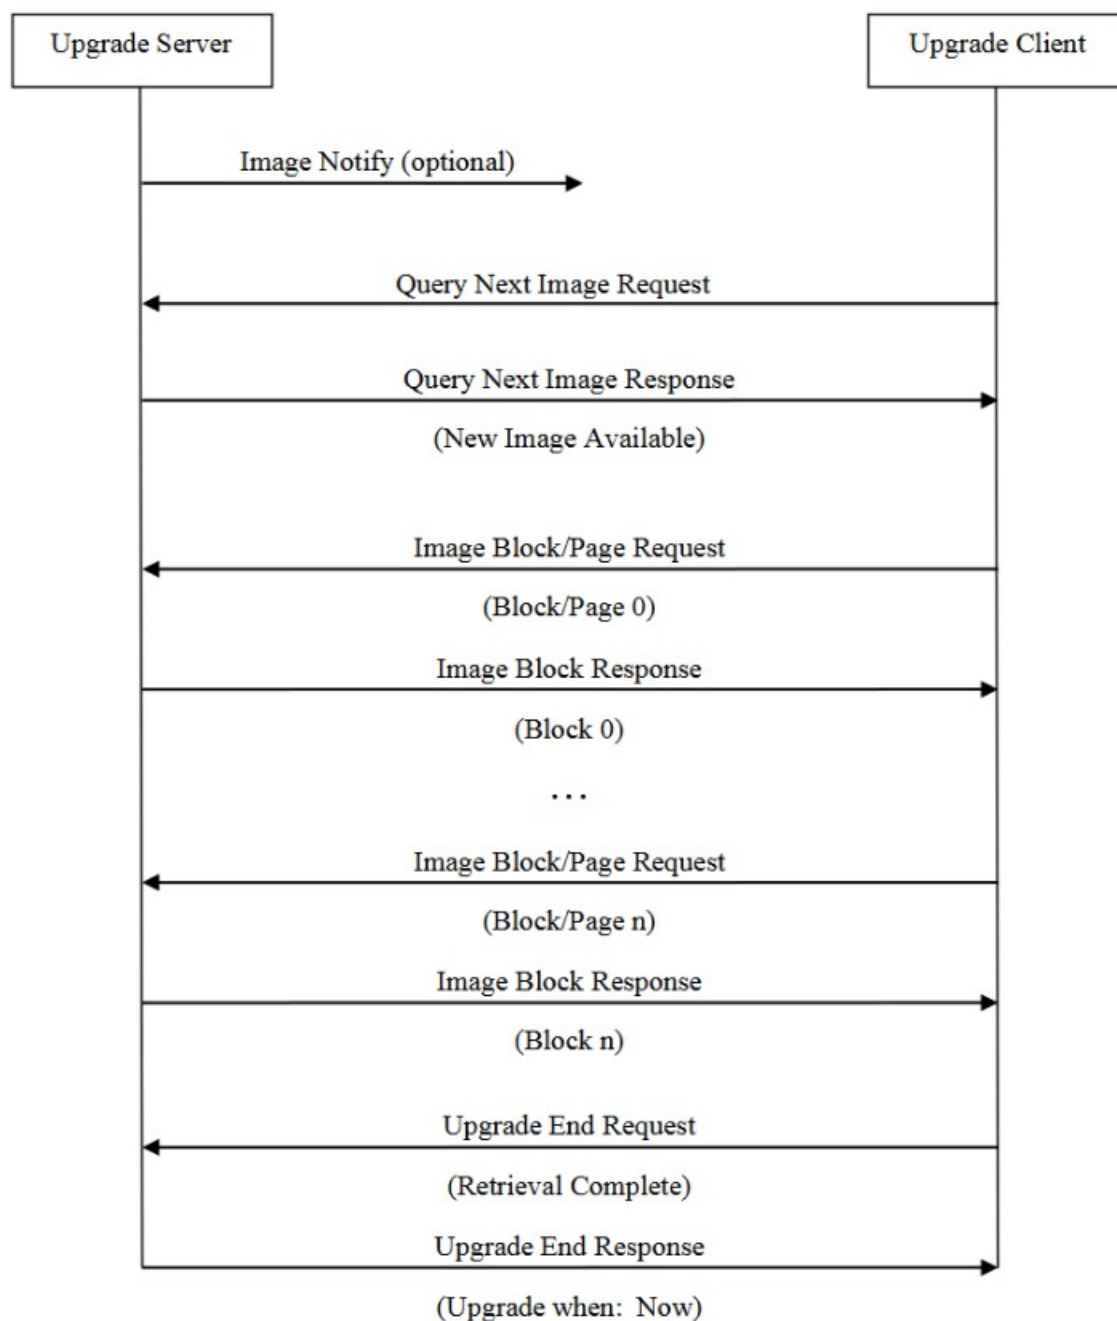 Upgrade Server
Upgrade Client
Image Notify (optional)
Query Next Image Request
Query Next Image Response
(New Image Available)
Image Block/Page Request
(Block/Page 0)
Image Block Response
(Block 0)
...
Image Block/Page Request
(Block/Page n)
Image Block Response
(Block n)
Upgrade End Request
(Retrieval Complete)
Upgrade End Response
(Upgrade when:  Now)